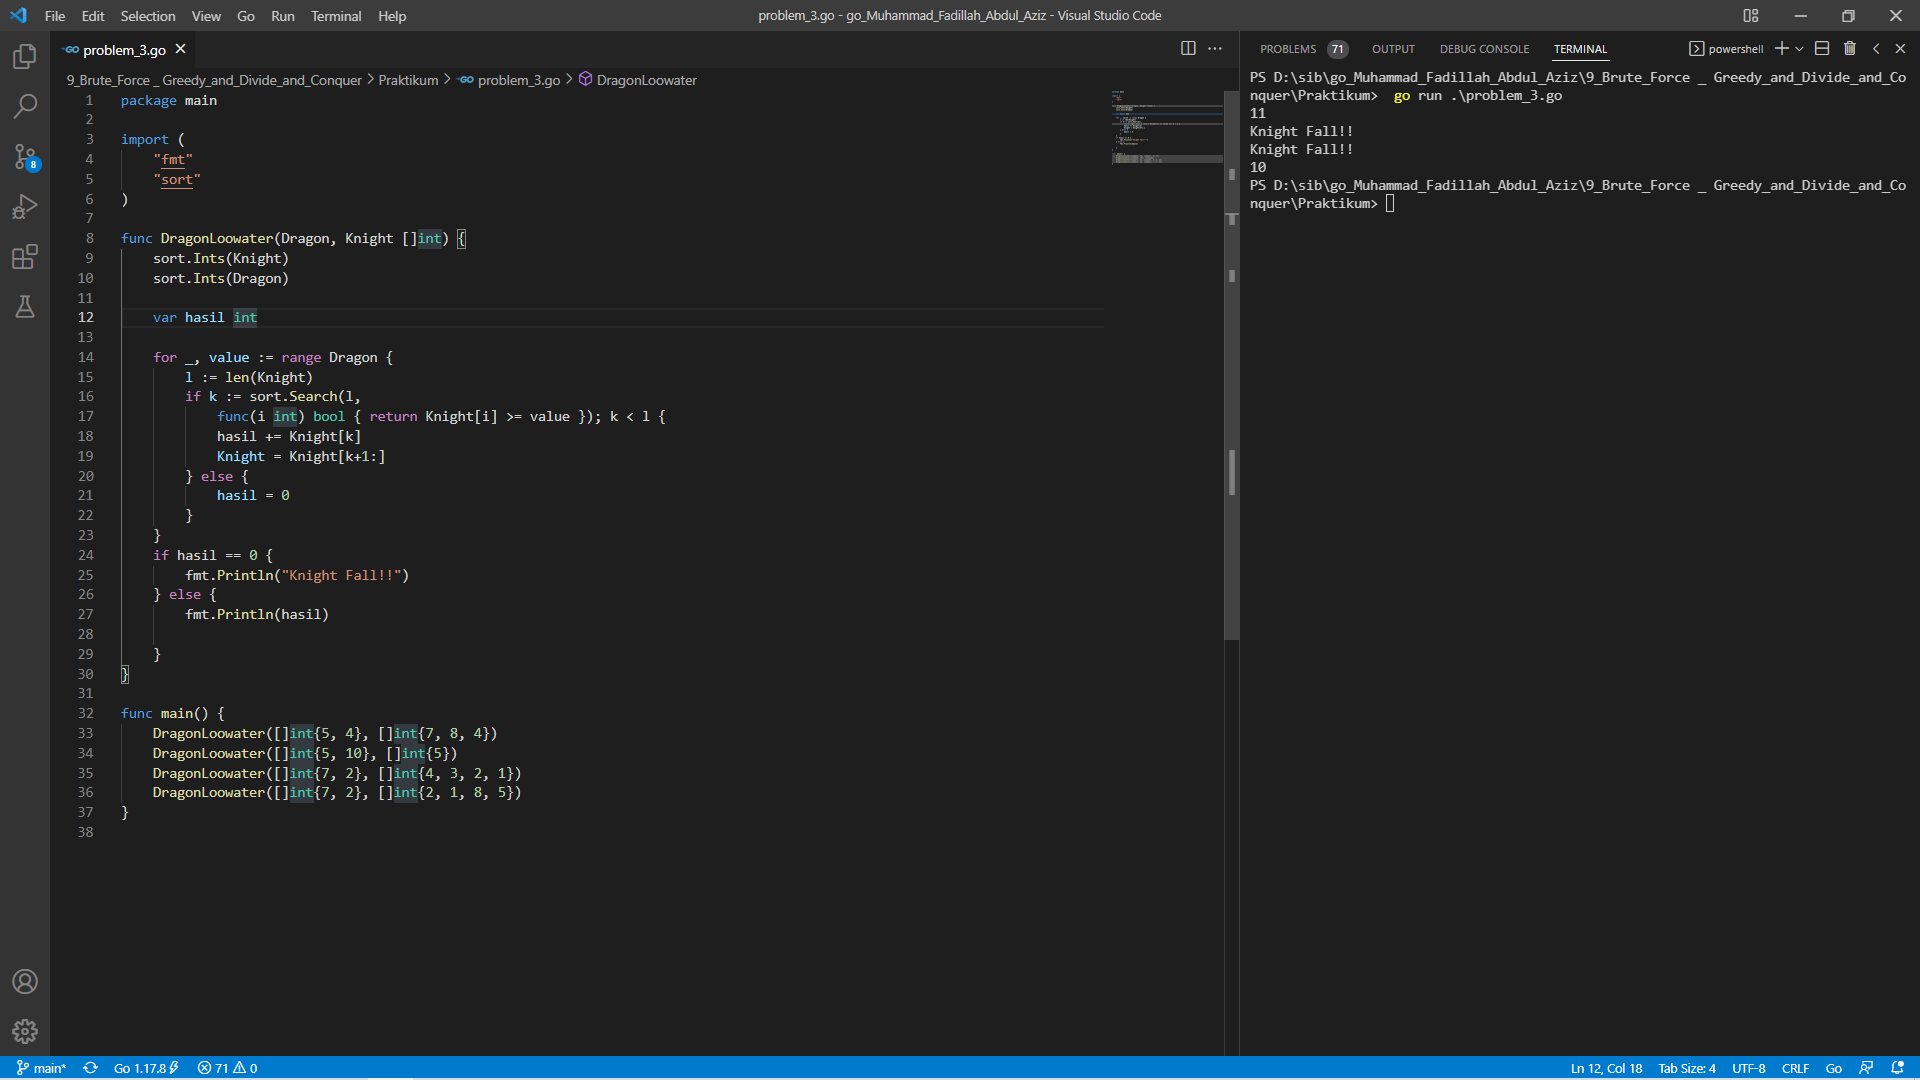 File Edit Selection View Go Run Terminal Help
problem_3.go - go_Muhammad_Fadillah_Abdul_Aziz - Visual Studio Code
GO problem_3.go
9_Brute_Force _ Greedy_and_Divide_and_Conquer > Praktikum > GO problem_3.go > DragonLoowater
1 package main
2
3 import (
4 "fmt"
5 "sort"
6 )
7
8 func DragonLoowater(Dragon, Knight []int) {
9 sort.Ints(Knight)
10 sort.Ints(Dragon)
11
12 var hasil int
13
14 for _, value := range Dragon {
15 l := len(Knight)
16 if k := sort.Search(l,
17 func(i int) bool { return Knight[i] >= value }); k < l {
18 hasil += Knight[k]
19 Knight = Knight[k+1:]
20 } else {
21 hasil = 0
22 }
23 }
24 if hasil == 0 {
25 fmt.Println("Knight Fall!!")
26 } else {
27 fmt.Println(hasil)
28
29 }
30 }
31
32 func main() {
33 DragonLoowater([]int{5, 4}, []int{7, 8, 4})
34 DragonLoowater([]int{5, 10}, []int{5})
35 DragonLoowater([]int{7, 2}, []int{4, 3, 2, 1})
36 DragonLoowater([]int{7, 2}, []int{2, 1, 8, 5})
37 }
38
PROBLEMS 71 OUTPUT DEBUG CONSOLE TERMINAL powershell
PS D:\sib\go_Muhammad_Fadillah_Abdul_Aziz\9_Brute_Force _ Greedy_and_Divide_and_Co
nquer\Praktikum> go run .\problem_3.go
11
Knight Fall!!
Knight Fall!!
10
PS D:\sib\go_Muhammad_Fadillah_Abdul_Aziz\9_Brute_Force _ Greedy_and_Divide_and_Co
nquer\Praktikum>
8
main* Go 1.17.8 71 0 Ln 12, Col 18 Tab Size: 4 UTF-8 CRLF Go